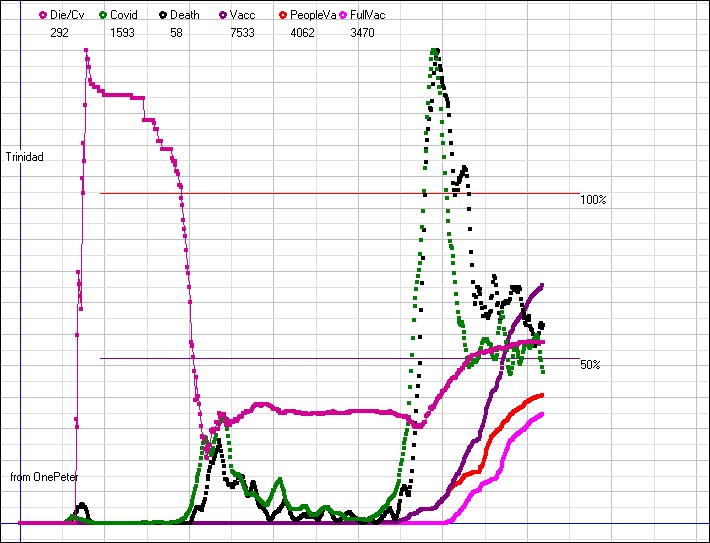 Die/Cv Covid Death Vacc PeopleVa FullVac
292 1593 58 7533 4062 3470
Trinidad
100%
50%
from OnePeter